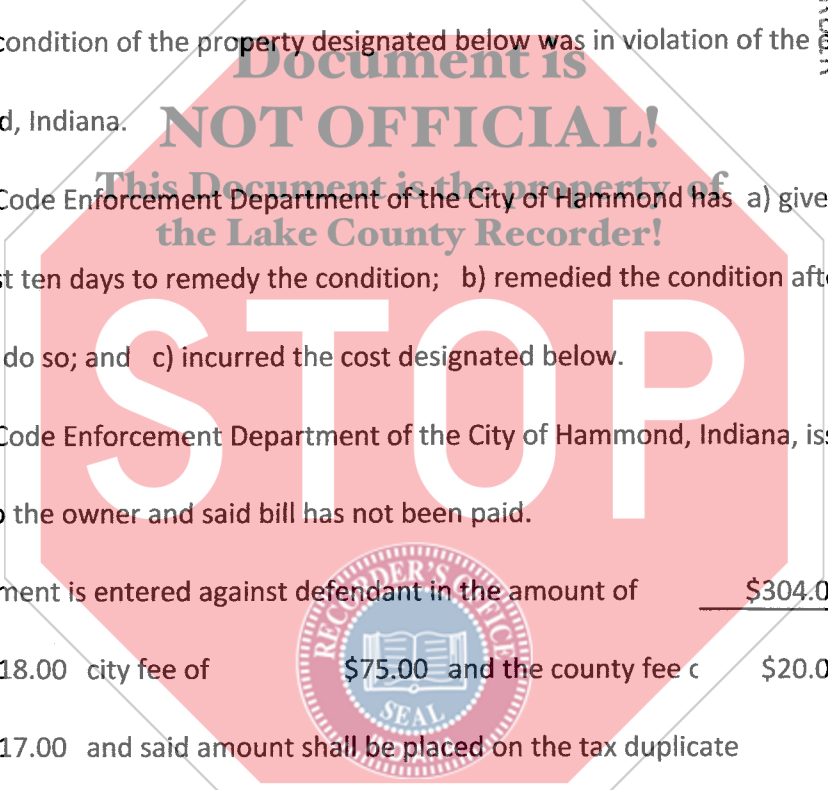 condition of the property designated below was in violation of the
Document is
d, Indiana.
NOT OFFICIAL!
This Document is the property of
Code Enforcement Department of the City of Hammond has a) give
the Lake County Recorder!
st ten days to remedy the condition; b) remedied the condition aft
do so; and c) incurred the cost designated below.
STOP
Code Enforcement Department of the City of Hammond, Indiana, iss
o the owner and said bill has not been paid.
ment is entered against defendant in the amount of $304.0
RECORDER'S OFFICE
18.00 city fee of $75.00 and the county fee o $20.0
SEAL
17.00 and said amount shall be placed on the tax duplicate